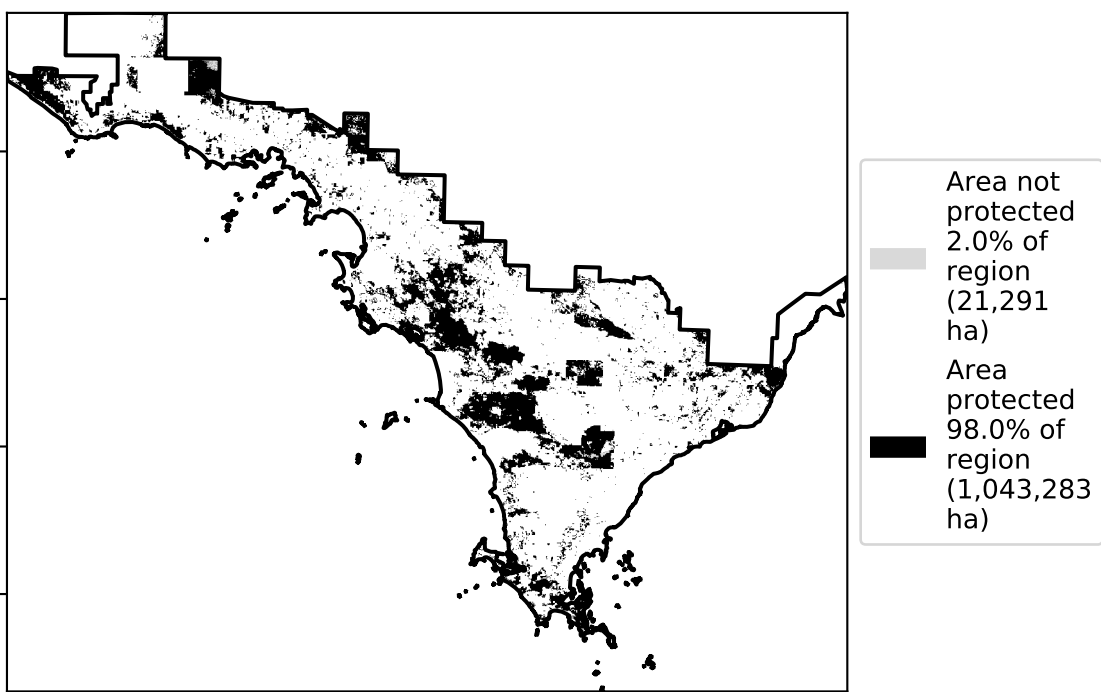 Area not
protected
2.0% of
region
(21,291
ha)
Area
protected
98.0% of
region
(1,043,283
ha)